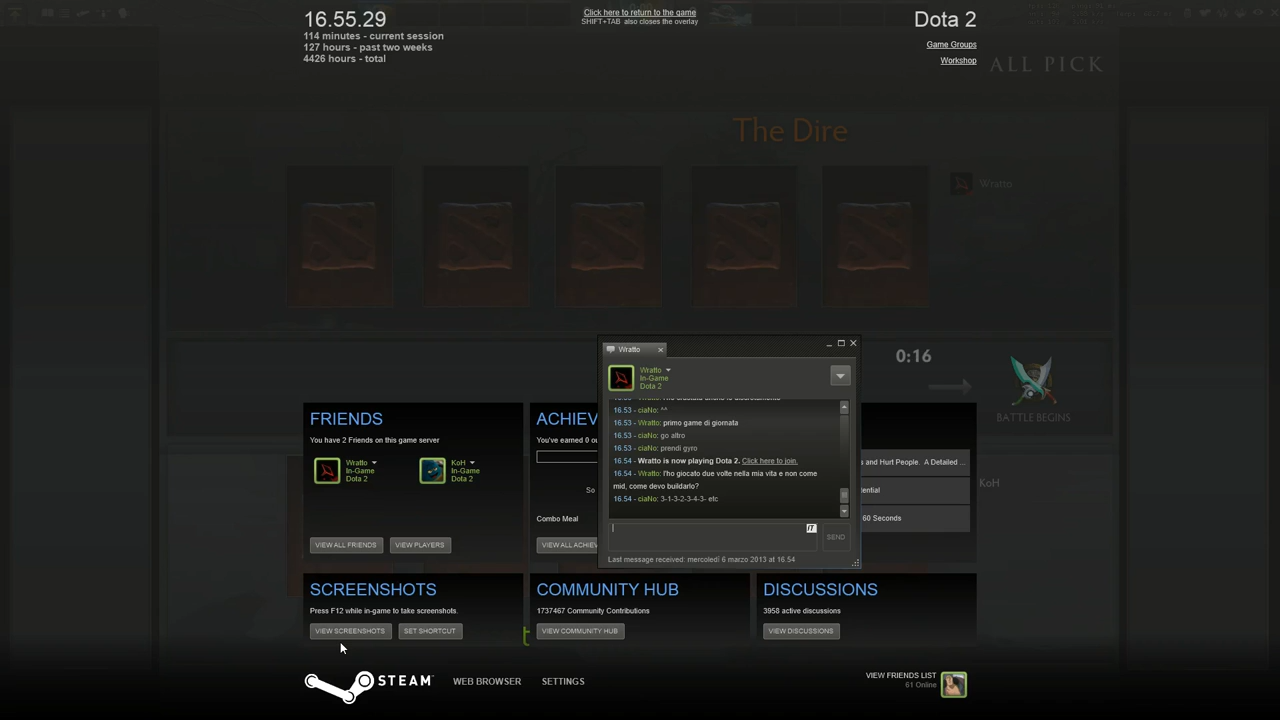 16.55.29
114 minutes - current session
127 hours - past two weeks
4426 hours - total
Click here to return to the game
SHIFT+TAB also closes the overlay
Dota 2
Game Groups
Workshop
ALL PICK
The Dire
Wratto
0:16
BATTLE BEGINS
KoH
FRIENDS
You have 2 Friends on this game server
Wratto
In-Game
Dota 2
KoH
In-Game
Dota 2
VIEW ALL FRIENDS
VIEW PLAYERS
ACHIEV
You've earned 0 ou
So
Combo Meal
VIEW ALL ACHIE
Wratto
Wratto
In-Game
Dota 2
16.53 - ciaNo: ^^
16.53 - Wratto: primo game di giornata
16.53 - ciaNo: go altro
16.53 - ciaNo: prendi gyro
16.54 - Wratto is now playing Dota 2. Click here to join.
16.54 - Wratto: l'ho giocato due volte nella mia vita e non come
mid, come devo buildarlo?
16.54 - ciaNo: 3-1-3-2-3-4-3- etc
IT
SEND
Last message received: mercoledì 6 marzo 2013 at 16.54
s and Hurt People. A Detailed ...
tential
60 Seconds
SCREENSHOTS
Press F12 while in-game to take screenshots.
VIEW SCREENSHOTS
SET SHORTCUT
COMMUNITY HUB
1737467 Community Contributions
VIEW COMMUNITY HUB
DISCUSSIONS
3958 active discussions
VIEW DISCUSSIONS
STEAM
WEB BROWSER
SETTINGS
VIEW FRIENDS LIST
61 Online